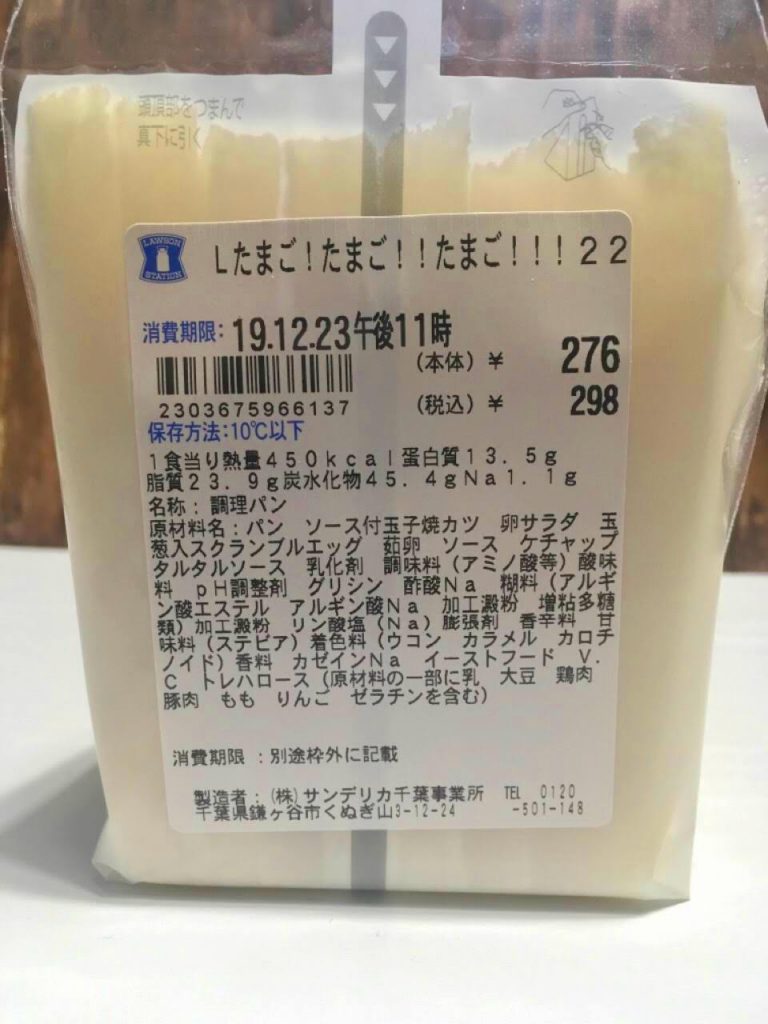 頭頂部をつまんで
真下に引く
LAWSON
STATION
Lたまご!たまご!!たまご!!!22
消費期限: 19.12.23午後11時
(本体) ¥ 276
2303675966137 (税込) ¥ 298
保存方法:10℃以下
1食当り熱量450kcal蛋白質13.5g
脂質23.9g炭水化物45.4gNa1.1g
名称:調理パン
原材料名:パン ソース付玉子焼カツ 卵サラダ 玉
葱入スクランブルエッグ 茹卵 ソース ケチャップ
タルタルソース 乳化剤 調味料(アミノ酸等)酸味
料 pH調整剤 グリシン 酢酸Na 糊料(アルギ
ン酸エステル アルギン酸Na 加工澱粉 増粘多糖
類)加工澱粉 リン酸塩(Na)膨張剤 香辛料 甘
味料(ステビア)着色料(ウコン カラメル カロチ
ノイド)香料 カゼインNa イーストフード V.
C トレハロース(原材料の一部に乳 大豆 鶏肉
豚肉 もも りんご ゼラチンを含む)
消費期限 :別途枠外に記載
製造者:(株)サンデリカ千葉事業所 TEL 0120
千葉県鎌ヶ谷市くぬぎ山3-12-24 -501-148